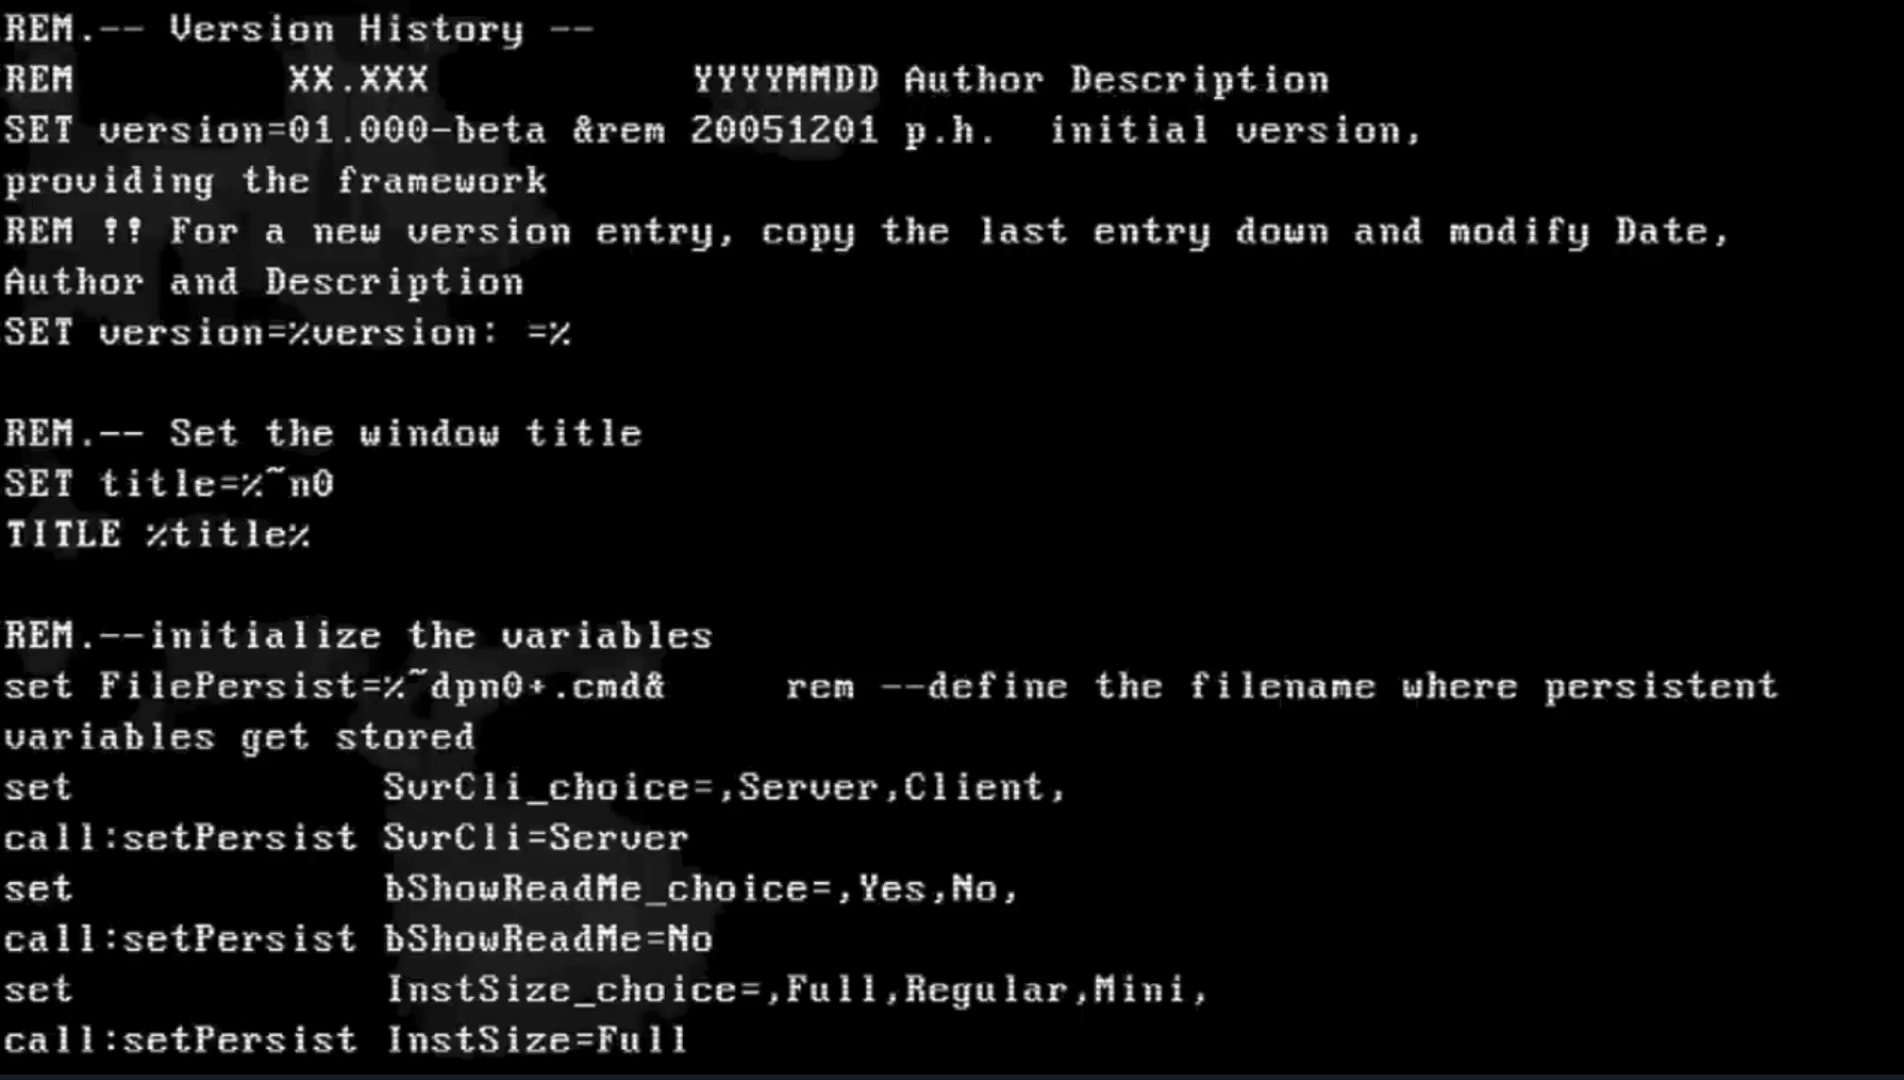 REM.-- Version History --
REM         XX.XXX           YYYYMMDD Author Description
SET version=01.000-beta &rem 20051201 p.h.  initial version,
providing the framework
REM !! For a new version entry, copy the last entry down and modify Date,
Author and Description
SET version=%version: =%
REM.-- Set the window title
SET title=%~n0
TITLE %title%
REM.--initialize the variables
set FilePersist=%~dpn0+.cmd&     rem --define the filename where persistent
variables get stored
set             SvrCli_choice=,Server,Client,
call:setPersist SvrCli=Server
set             bShowReadMe_choice=,Yes,No,
call:setPersist bShowReadMe=No
set             InstSize_choice=,Full,Regular,Mini,
call:setPersist InstSize=Full